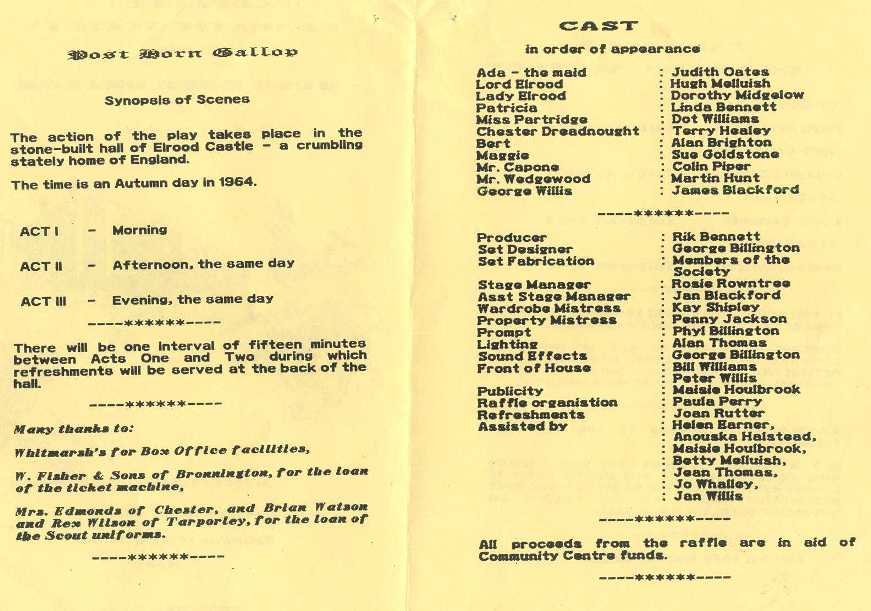 Post Horn Gallop
Synopsis of Scenes
The action of the play takes place in the
stone-built hall of Elrood Castle - a crumbling
stately home of England.
The time is an Autumn day in 1964.
ACT I - Morning
ACT II - Afternoon, the same day
ACT III - Evening, the same day
----******----
There will be one interval of fifteen minutes
between Acts One and Two during which
refreshments will be served at the back of the
hall.
----******----
Many thanks to:
Whitmarsh's for Box Office facilities,
W. Fisher & Sons of Bronnington, for the loan
of the ticket machine,
Mrs. Edmonds of Chester, and Brian Watson
and Rex Wilson of Tarporley, for the loan of
the Scout uniforms.
----******----
CAST
in order of appearance
Ada - the maid : Judith Oates
Lord Elrood : Hugh Melluish
Lady Elrood : Dorothy Midgelow
Patricia : Linda Bennett
Miss Partridge : Dot Williams
Chester Dreadnought : Terry Healey
Bert : Alan Brighton
Maggie : Sue Goldstone
Mr. Capone : Colin Piper
Mr. Wedgewood : Martin Hunt
George Willis : James Blackford
----******----
Producer : Rik Bennett
Set Designer : George Billington
Set Fabrication : Members of the
Society
Stage Manager : Rosie Rowntree
Asst Stage Manager : Jan Blackford
Wardrobe Mistress : Kay Shipley
Property Mistress : Penny Jackson
Prompt : Phyl Billington
Lighting : Alan Thomas
Sound Effects : George Billington
Front of House : Bill Williams
: Peter Willis
Publicity : Maisie Houlbrook
Raffle organistion : Paula Perry
Refreshments : Joan Rutter
Assisted by : Helen Earner,
: Anouska Halstead,
: Maisie Houlbrook,
: Betty Melluish,
: Jean Thomas,
: Jo Whalley,
: Jan Willis
----******----
All proceeds from the raffle are in aid of
Community Centre funds.
----******----